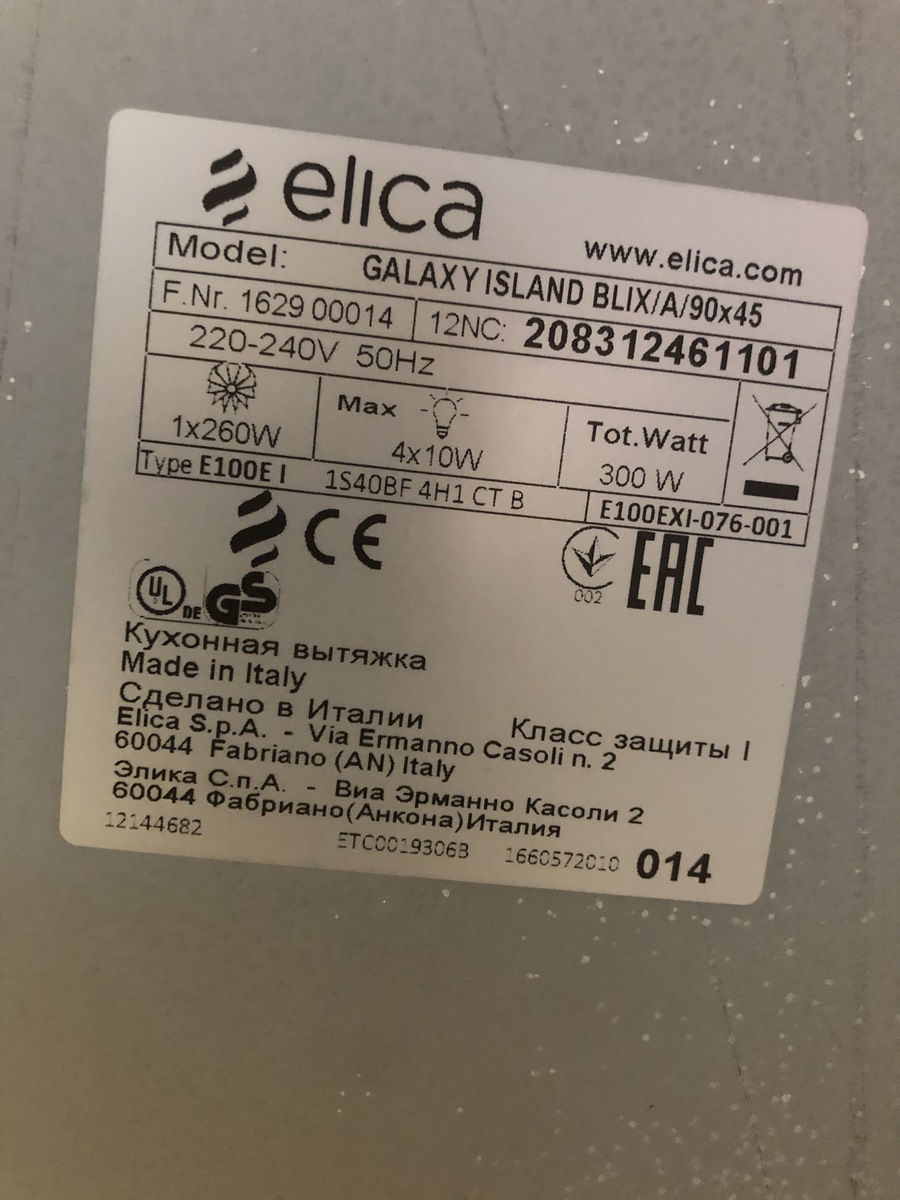 elica
www.elica.com
Model: GALAXY ISLAND BLIX/A/90x45
F.Nr. 1629 00014 12NC: 208312461101
220-240V 50Hz
1x260W
Max
4x10W
Tot.Watt
300 W
Type E100E I 1S40BF 4H1 CT B E100EXI-076-001
CE
UL DE GS
002 EAC
Кухонная вытяжка
Made in Italy
Сделано в Италии Класс защиты I
Elica S.p.A. - Via Ermanno Casoli n. 2
60044 Fabriano (AN) Italy
Элика С.п.А. - Виа Эрманно Касоли 2
60044 Фабриано(Анкона)Италия
12144682 ETC0019306B 1660572010 014